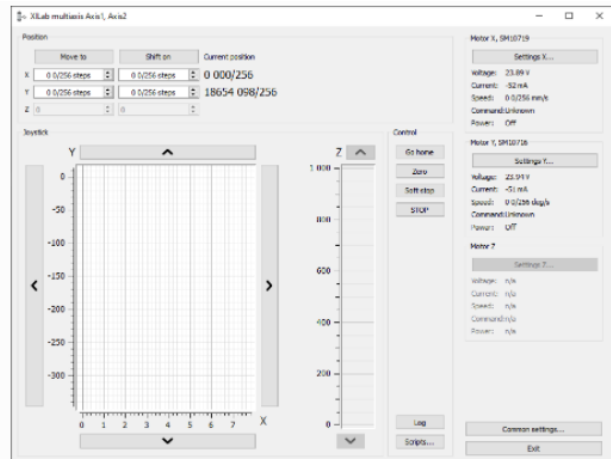 XILab multiaxis Axis1, Axis2
Position
Move to Shift on Current position
X 0 0/256 steps 0 0/256 steps 0 000/256
Y 0 0/256 steps 0 0/256 steps 18654 098/256
Z 0 0
Joystick
Y
0
-50
-100
-150
-200
-250
-300
0 1 2 3 4 5 6 7 X
Z
1 000
800
600
400
200
0
Control
Go home
Zero
Soft stop
STOP
Log
Scripts...
Motor X, SM10719
Settings X...
Voltage: 23.89 V
Current: -52 mA
Speed: 0 0/256 mm/s
Command: Unknown
Power: Off
Motor Y, SM10716
Settings Y...
Voltage: 23.94 V
Current: -51 mA
Speed: 0 0/256 deg/s
Command: Unknown
Power: Off
Motor Z
Settings Z...
Voltage: n/a
Current: n/a
Speed: n/a
Command: n/a
Power: n/a
Common settings...
Exit